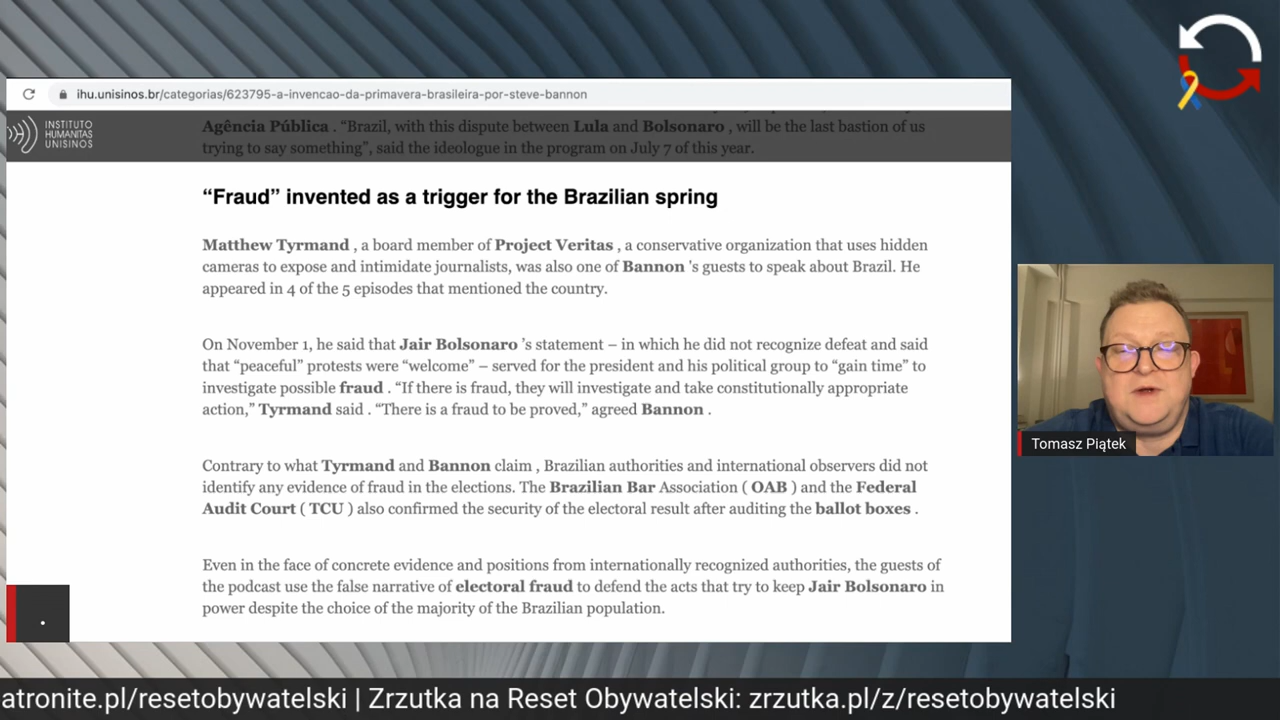 ihu.unisinos.br/categorias/623795-a-invencao-da-primavera-brasileira-por-steve-bannon
INSTITUTO
HUMANITAS
UNISINOS
Agência Pública . “Brazil, with this dispute between Lula and Bolsonaro , will be the last bastion of us
trying to say something”, said the ideologue in the program on July 7 of this year.
“Fraud” invented as a trigger for the Brazilian spring
Matthew Tyrmand , a board member of Project Veritas , a conservative organization that uses hidden
cameras to expose and intimidate journalists, was also one of Bannon 's guests to speak about Brazil. He
appeared in 4 of the 5 episodes that mentioned the country.
On November 1, he said that Jair Bolsonaro 's statement – in which he did not recognize defeat and said
that “peaceful” protests were “welcome” – served for the president and his political group to “gain time” to
investigate possible fraud . “If there is fraud, they will investigate and take constitutionally appropriate
action,” Tyrmand said . “There is a fraud to be proved,” agreed Bannon .
Contrary to what Tyrmand and Bannon claim , Brazilian authorities and international observers did not
identify any evidence of fraud in the elections. The Brazilian Bar Association ( OAB ) and the Federal
Audit Court ( TCU ) also confirmed the security of the electoral result after auditing the ballot boxes .
Even in the face of concrete evidence and positions from internationally recognized authorities, the guests of
the podcast use the false narrative of electoral fraud to defend the acts that try to keep Jair Bolsonaro in
power despite the choice of the majority of the Brazilian population.
Tomasz Piątek
.
atronite.pl/resetobywatelski | Zrzutka na Reset Obywatelski: zrzutka.pl/z/resetobywatelski